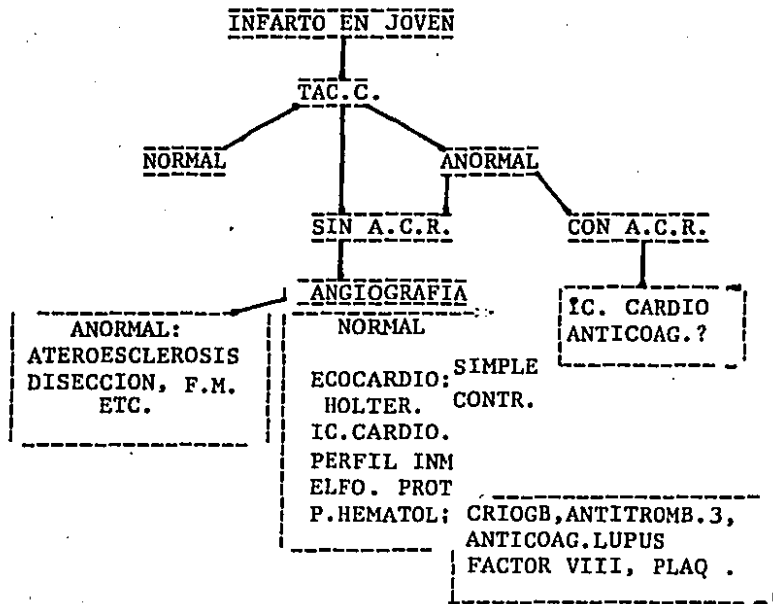 INFARTO EN JOVEN
TAC.C.
NORMAL
ANORMAL
SIN A.C.R.
CON A.C.R.
ANGIOGRAFIA
ANORMAL:
ATEROESCLEROSIS
DISECCION, F.M.
ETC.
NORMAL
ECOCARDIO: SIMPLE
CONTR.
HOLTER.
IC.CARDIO.
PERFIL INM
ELFO. PROT
P.HEMATOL;
CRIOGB,ANTITROMB.3,
ANTICOAG.LUPUS
FACTOR VIII, PLAQ .
IC. CARDIO
ANTICOAG.?